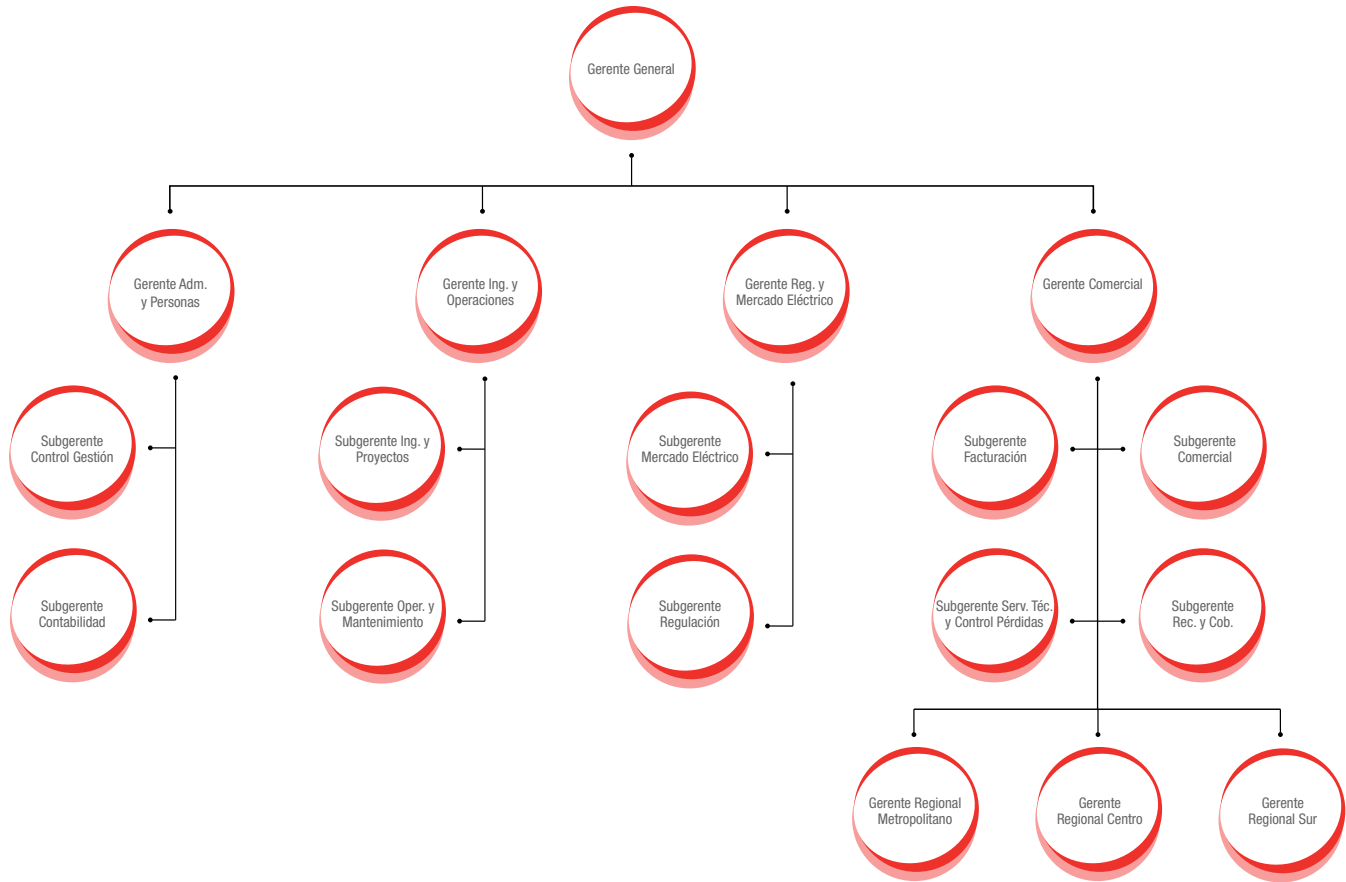 Gerente General
Gerente Adm.
y Personas
Gerente Ing. y
Operaciones
Gerente Reg. y
Mercado Eléctrico
Gerente Comercial
Subgerente
Control Gestión
Subgerente Ing. y
Proyectos
Subgerente
Mercado Eléctrico
Subgerente
Facturación
Subgerente
Comercial
Subgerente
Contabilidad
Subgerente Oper. y
Mantenimiento
Subgerente
Regulación
Subgerente Serv. Téc.
y Control Pérdidas
Subgerente
Rec. y Cob.
Gerente Regional
Metropolitano
Gerente
Regional Centro
Gerente
Regional Sur